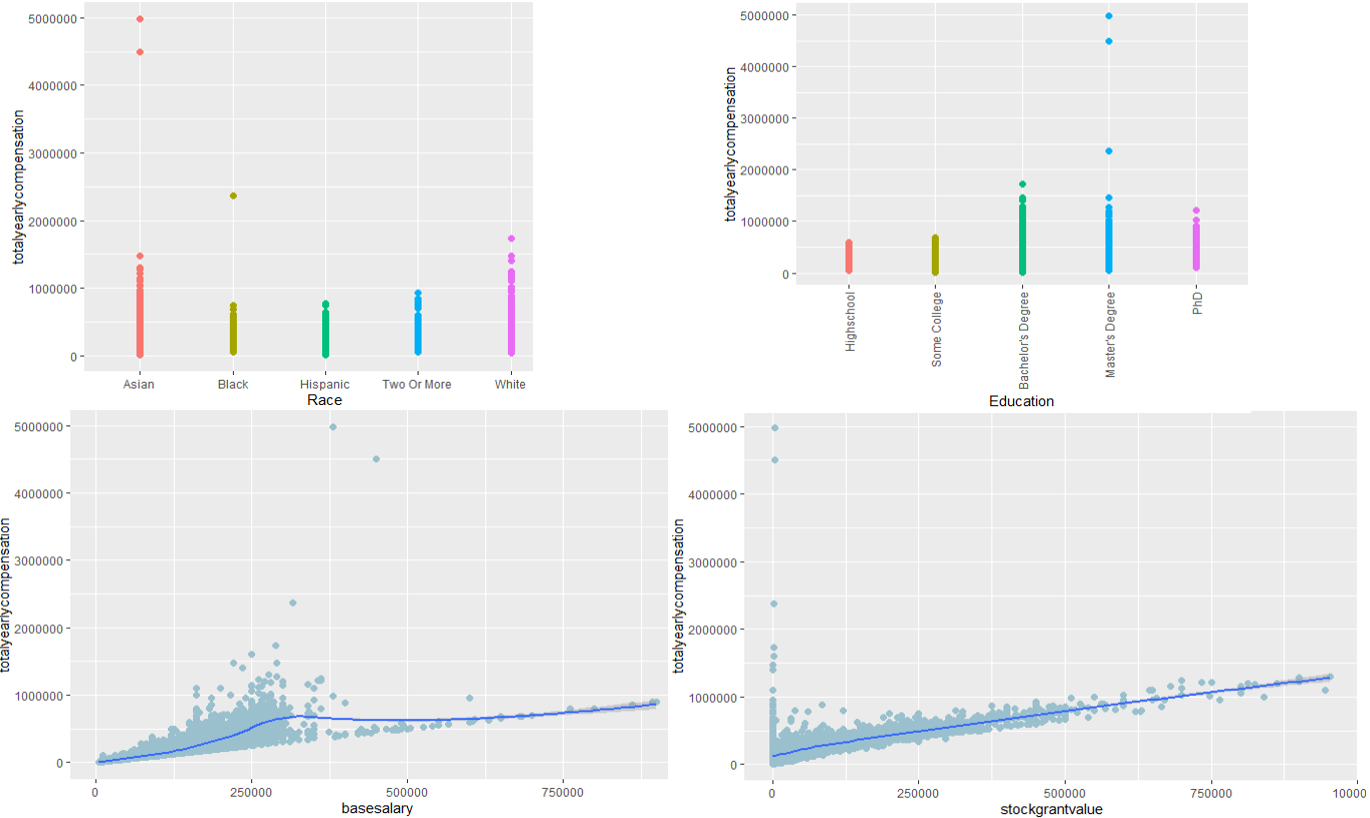 totalyearlycompensation
5000000
4000000
3000000
2000000
1000000
0
Asian
Black
Hispanic
Two Or More
White
Race
totalyearlycompensation
5000000
4000000
3000000
2000000
1000000
0
Highschool
Some College
Bachelor's Degree
Master's Degree
PhD
Education
totalyearlycompensation
5000000
4000000
3000000
2000000
1000000
0
0
250000
500000
750000
basesalary
totalyearlycompensation
5000000
4000000
3000000
2000000
1000000
0
0
250000
500000
750000
10000
stockgrantvalue